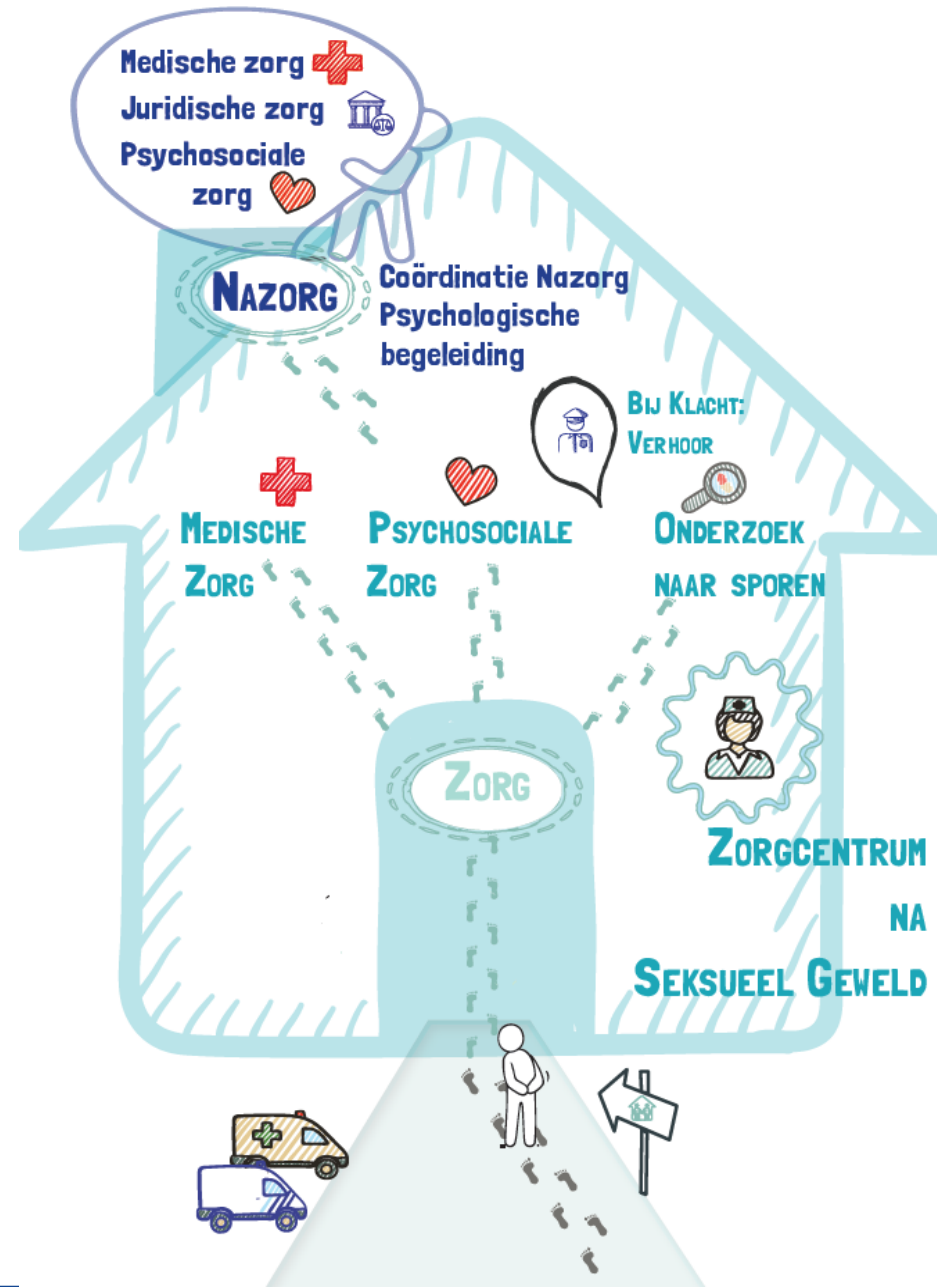 Medische zorg
Juridische zorg
Psychosociale
zorg
Nazorg
Coördinatie Nazorg
Psychologische
begeleiding
Bij Klacht:
Verhoor
Medische
Zorg
Psychosociale
Zorg
Onderzoek
naar sporen
Zorg
Zorgcentrum
na
Seksueel Geweld